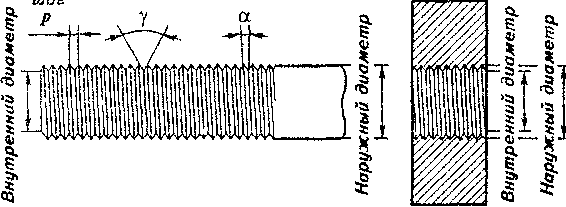 шаг
p
γ
α
Внутренний диаметр
Наружный диаметр
Внутренний диаметр
Наружный диаметр